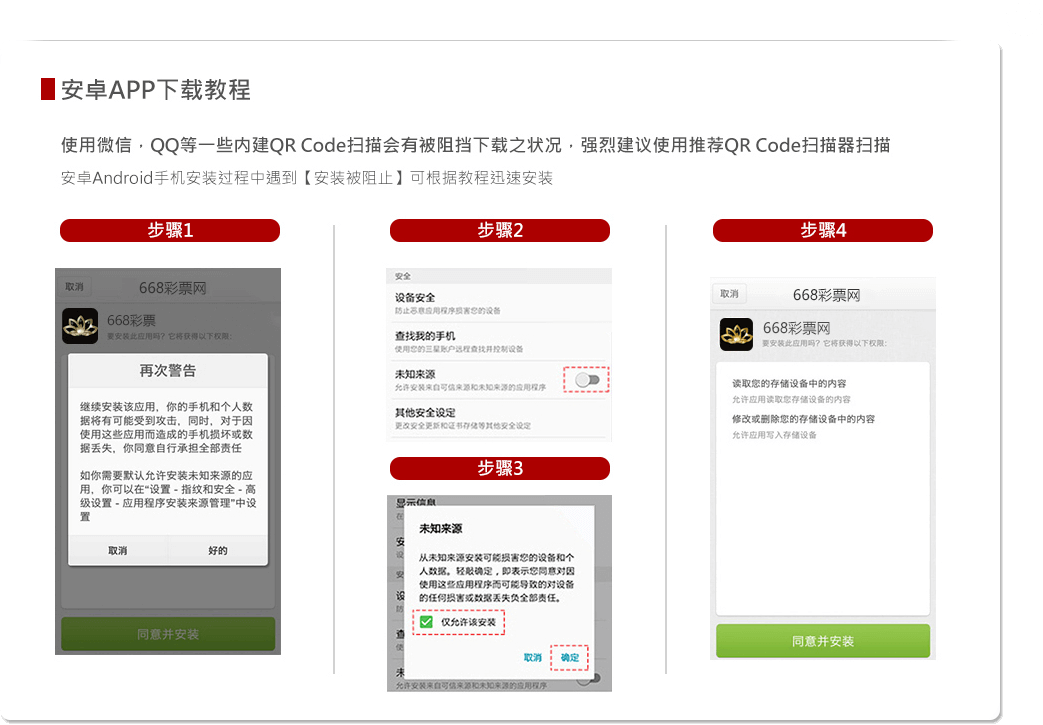 安卓APP下载教程
使用微信，QQ等一些内建QR Code扫描会有被阻挡下载之状况，强烈建议使用推荐QR Code扫描器扫描
安卓Android手机安装过程中遇到【安装被阻止】可根据教程迅速安装
步骤1
取消
668彩票网
668彩票
要安装此应用吗？它将获得以下权限：
再次警告
继续安装该应用，你的手机和个人数
据将有可能受到攻击，同时，对于因
使用这些应用而造成的手机损坏或数
据丢失，你同意自行承担全部责任
如你需要默认允许安装未知来源的应
用，你可以在“设置 - 指纹和安全 - 高
级设置 - 应用程序安装来源管理”中设
置
取消
好的
同意并安装
步骤2
安全
设备安全
防止恶意应用程序损害您的设备
查找我的手机
使用您的三星账户远程查找并控制设备
未知来源
允许安装来自可信来源和未知来源的应用程序
其他安全设定
更改安全更新和证书存储等其他安全设定
步骤3
显示信息
未知来源
从未知来源安装可能损害您的设备和个
人数据。轻敲确定，即表示您同意对因
使用这些应用程序而可能导致的对设备
的任何损害或数据丢失负全部责任。
仅允许该安装
取消
确定
允许安装来自可信来源和未知来源的应用程序
步骤4
取消
668彩票网
668彩票网
要安装此应用吗？它将获得以下权限：
读取您的存储设备中的内容
允许应用读取您存储设备的内容
修改或删除您的存储设备中的内容
允许应用写入存储设备
同意并安装